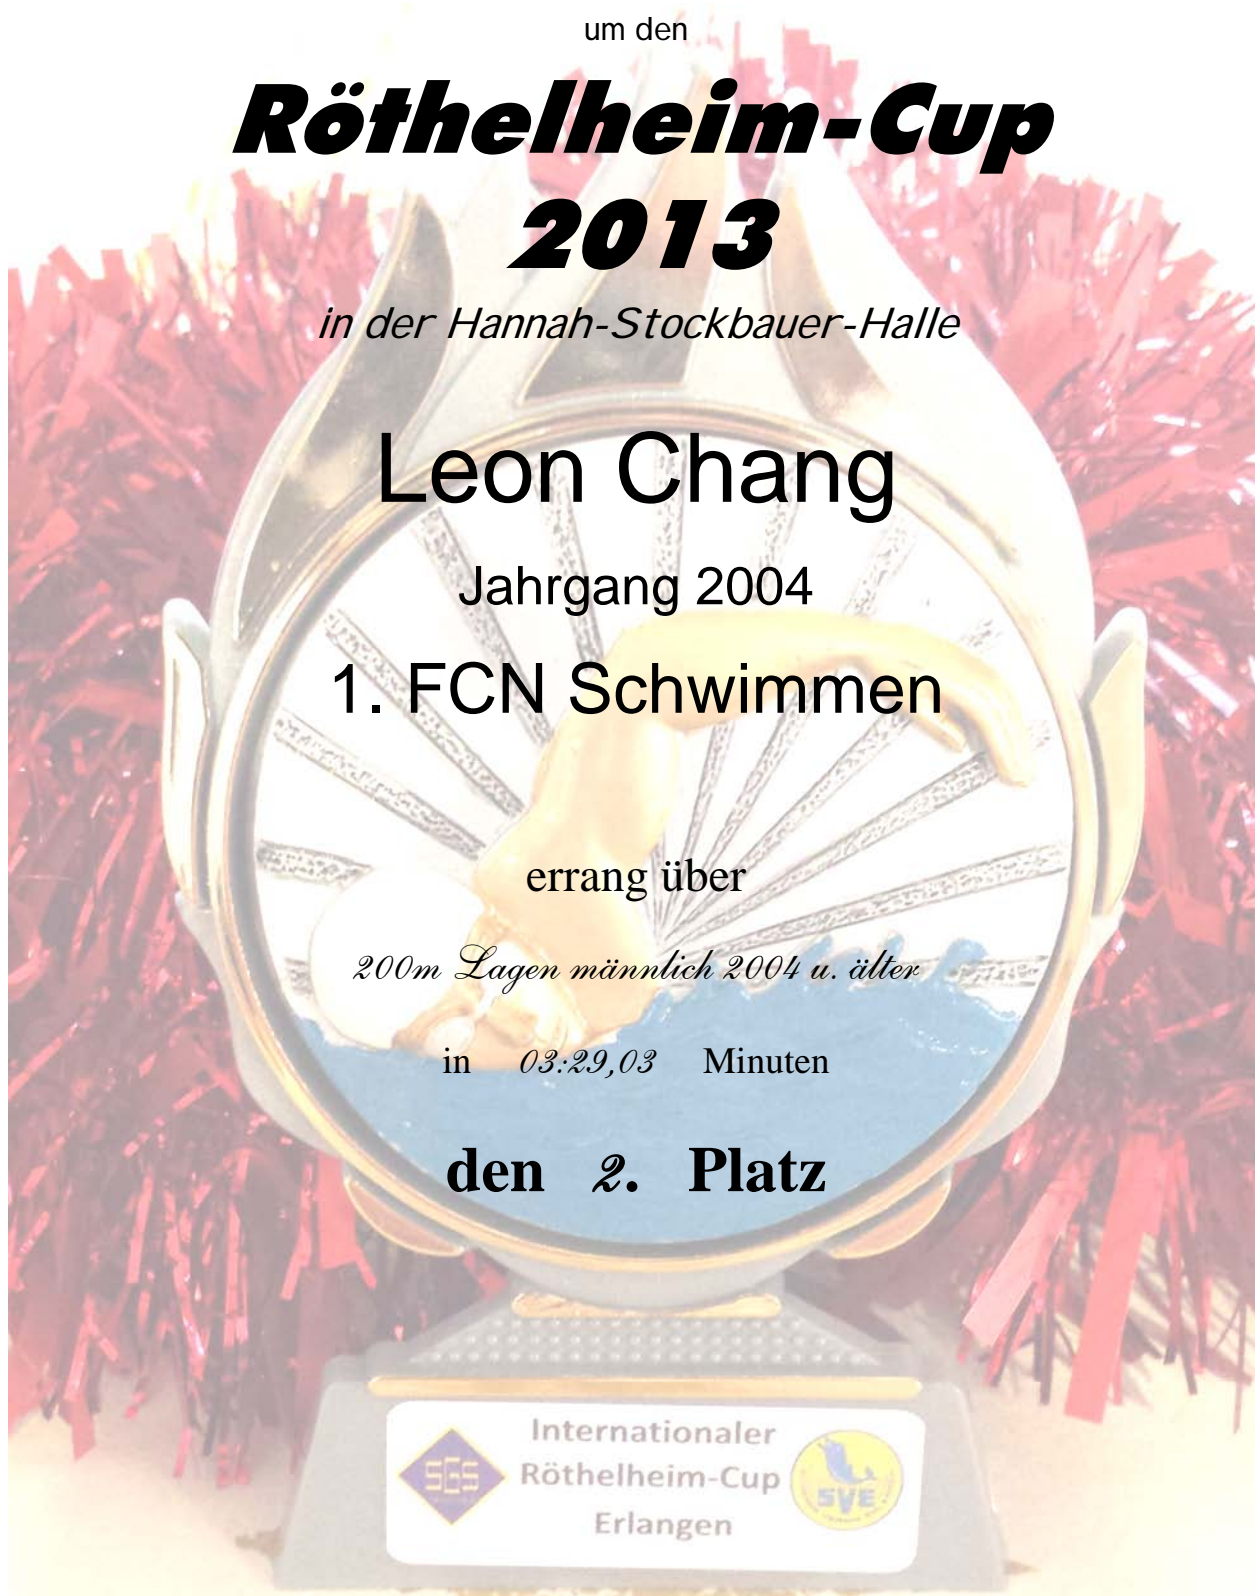 um den
Röthelheim-Cup
2013
in der Hannah-Stockbauer-Halle
Leon Chang
Jahrgang 2004
1. FCN Schwimmen
errang über
200m Lagen männlich 2004 u. älter
in 03:29,03 Minuten
den 2. Platz
Internationaler
SGS Röthelheim-Cup SVE
Erlangen